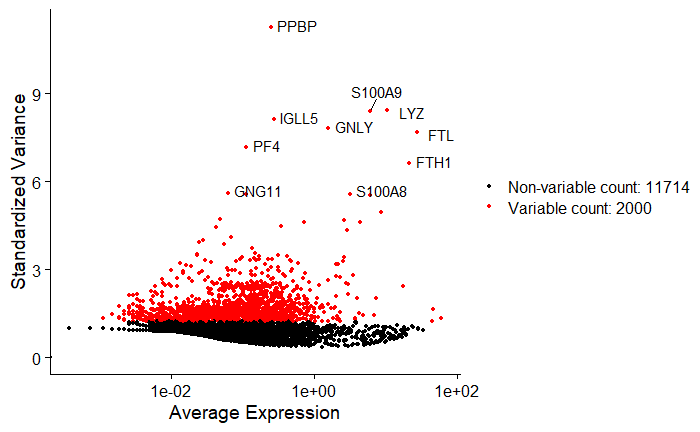 PPBP
9
S100A9
IGLL5
LYZ
GNLY
FTL
PF4
FTH1
6
GNG11
S100A8
3
0
Standardized Variance
1e-02
1e+00
1e+02
Average Expression
Non-variable count: 11714
Variable count: 2000